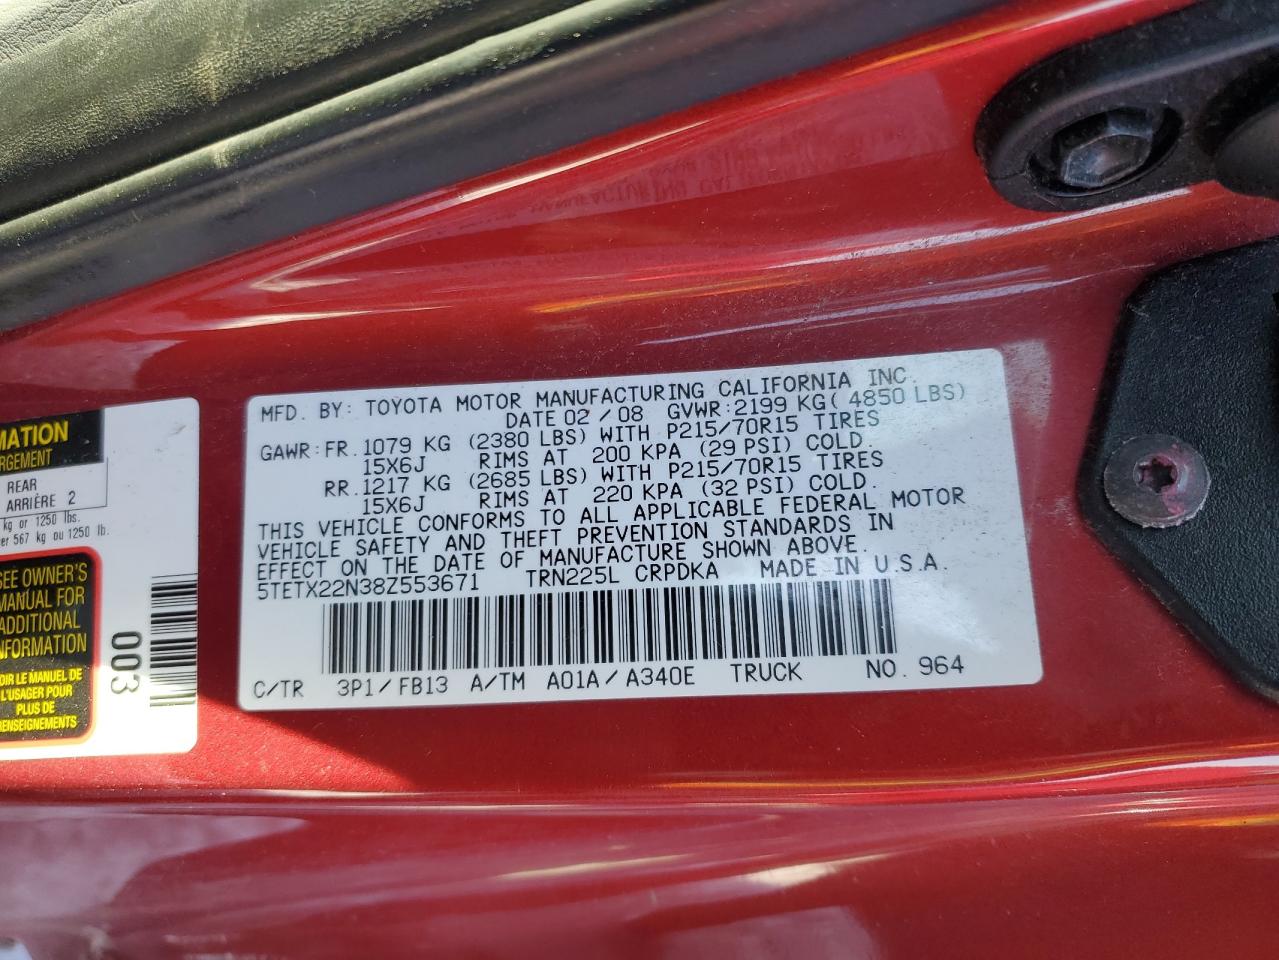 MFD. BY: TOYOTA MOTOR MANUFACTURING CALIFORNIA INC.
DATE 02 / 08 GVWR: 2199 KG( 4850 LBS)
GAWR: FR. 1079 KG (2380 LBS) WITH P215/70R15 TIRES
15X6J RIMS AT 200 KPA (29 PSI) COLD.
RR. 1217 KG (2685 LBS) WITH P215/70R15 TIRES
15X6J RIMS AT 220 KPA (32 PSI) COLD.
THIS VEHICLE CONFORMS TO ALL APPLICABLE FEDERAL MOTOR
VEHICLE SAFETY AND THEFT PREVENTION STANDARDS IN
EFFECT ON THE DATE OF MANUFACTURE SHOWN ABOVE.
5TETX22N38Z553671 TRN225L CRPDKA MADE IN U.S.A.
C/TR 3P1/FB13 A/TM A01A/A340E TRUCK NO. 964
MATION
RGEMENT
REAR
ARRIÈRE 2
kg or 1250 lbs.
er 567 kg ou 1250 lb.
SEE OWNER'S
MANUAL FOR
ADDITIONAL
INFORMATION
OIR LE MANUEL DE
L'USAGER POUR
PLUS DE
RENSEIGNEMENTS
003